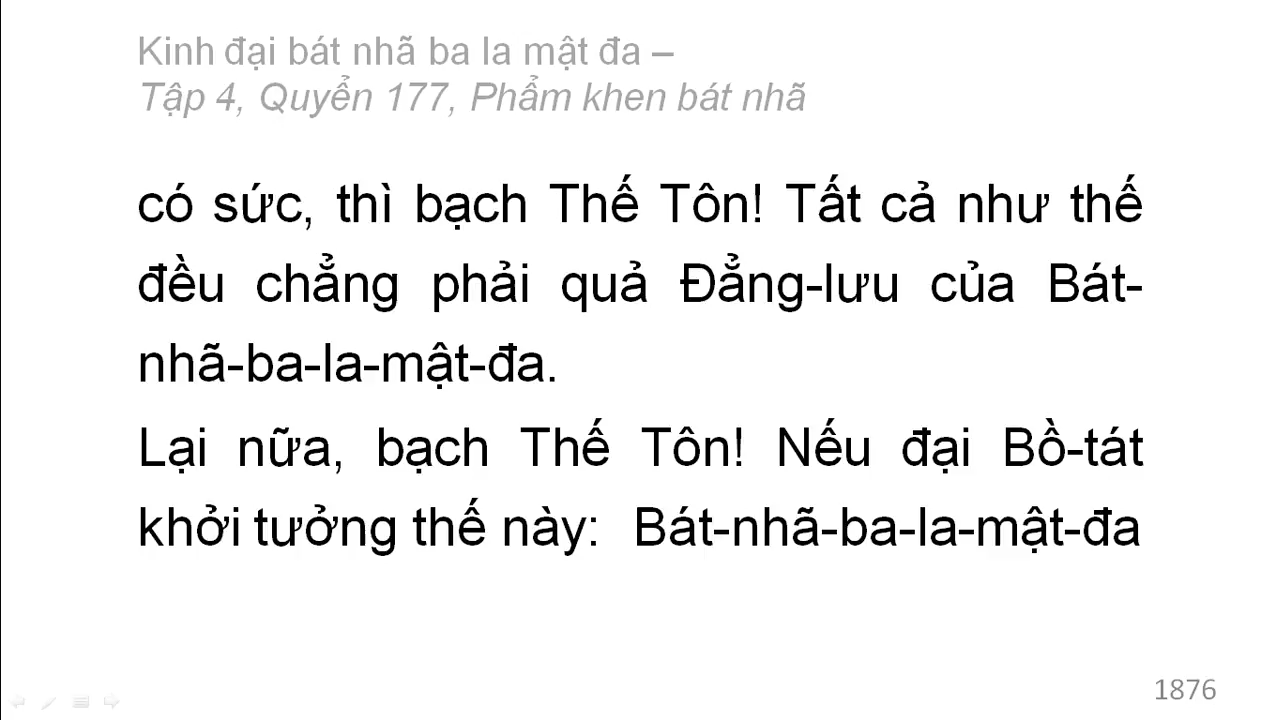 Kinh đại bát nhã ba la mật đa –
Tập 4, Quyển 177, Phẩm khen bát nhã
có sức, thì bạch Thế Tôn! Tất cả như thế
đều chẳng phải quả Đẳng-lưu của Bát-
nhã-ba-la-mật-đa.
Lại nữa, bạch Thế Tôn! Nếu đại Bồ-tát
khởi tưởng thế này:  Bát-nhã-ba-la-mật-đa
1876